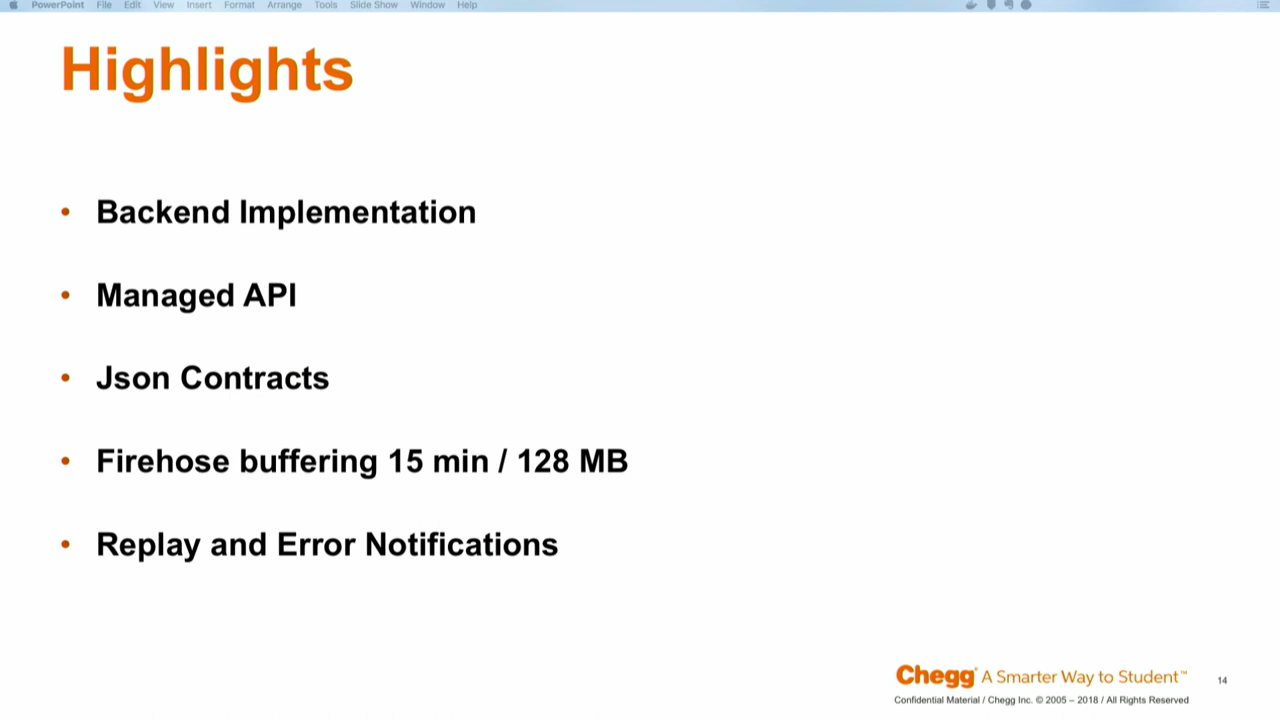 PowerPoint File Edit View Insert Format Arrange Tools Slide Show Window Help
Highlights
• Backend Implementation
• Managed API
• Json Contracts
• Firehose buffering 15 min / 128 MB
• Replay and Error Notifications
Chegg® A Smarter Way to Student™
14
Confidential Material / Chegg Inc. © 2005 – 2018 / All Rights Reserved